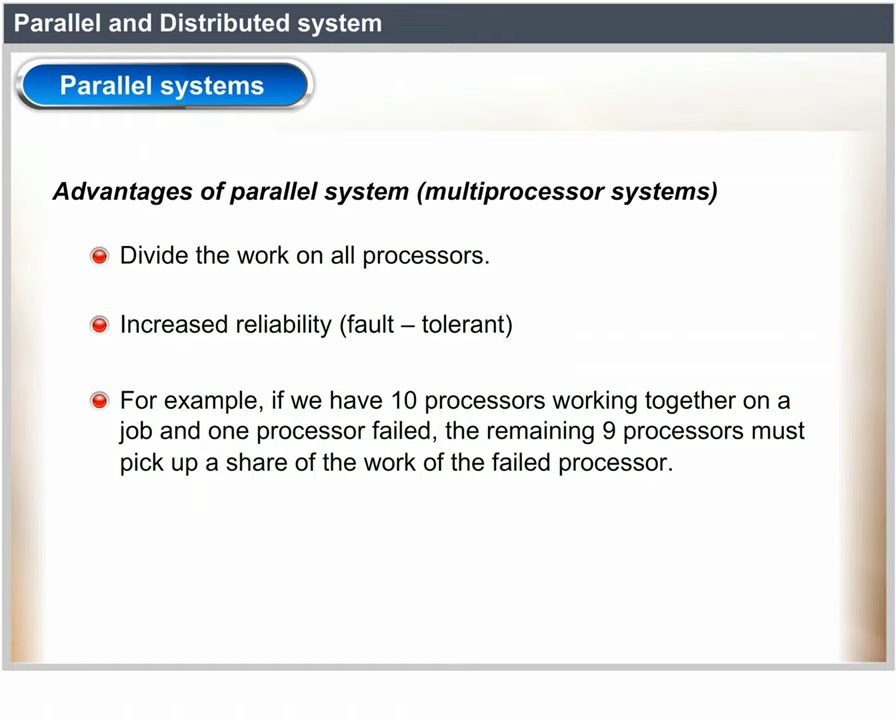 Parallel and Distributed system
Parallel systems
Advantages of parallel system (multiprocessor systems)
Divide the work on all processors.
Increased reliability (fault – tolerant)
For example, if we have 10 processors working together on a
job and one processor failed, the remaining 9 processors must
pick up a share of the work of the failed processor.